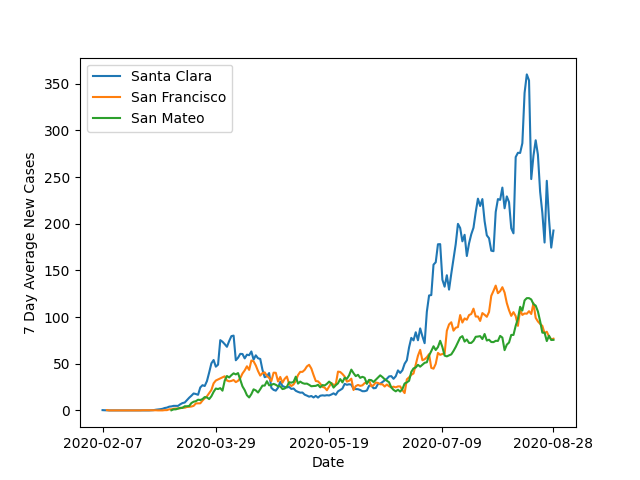 350
300
250
200
150
100
50
0
7 Day Average New Cases
Santa Clara
San Francisco
San Mateo
2020-02-07 2020-03-29 2020-05-19 2020-07-09 2020-08-28
Date